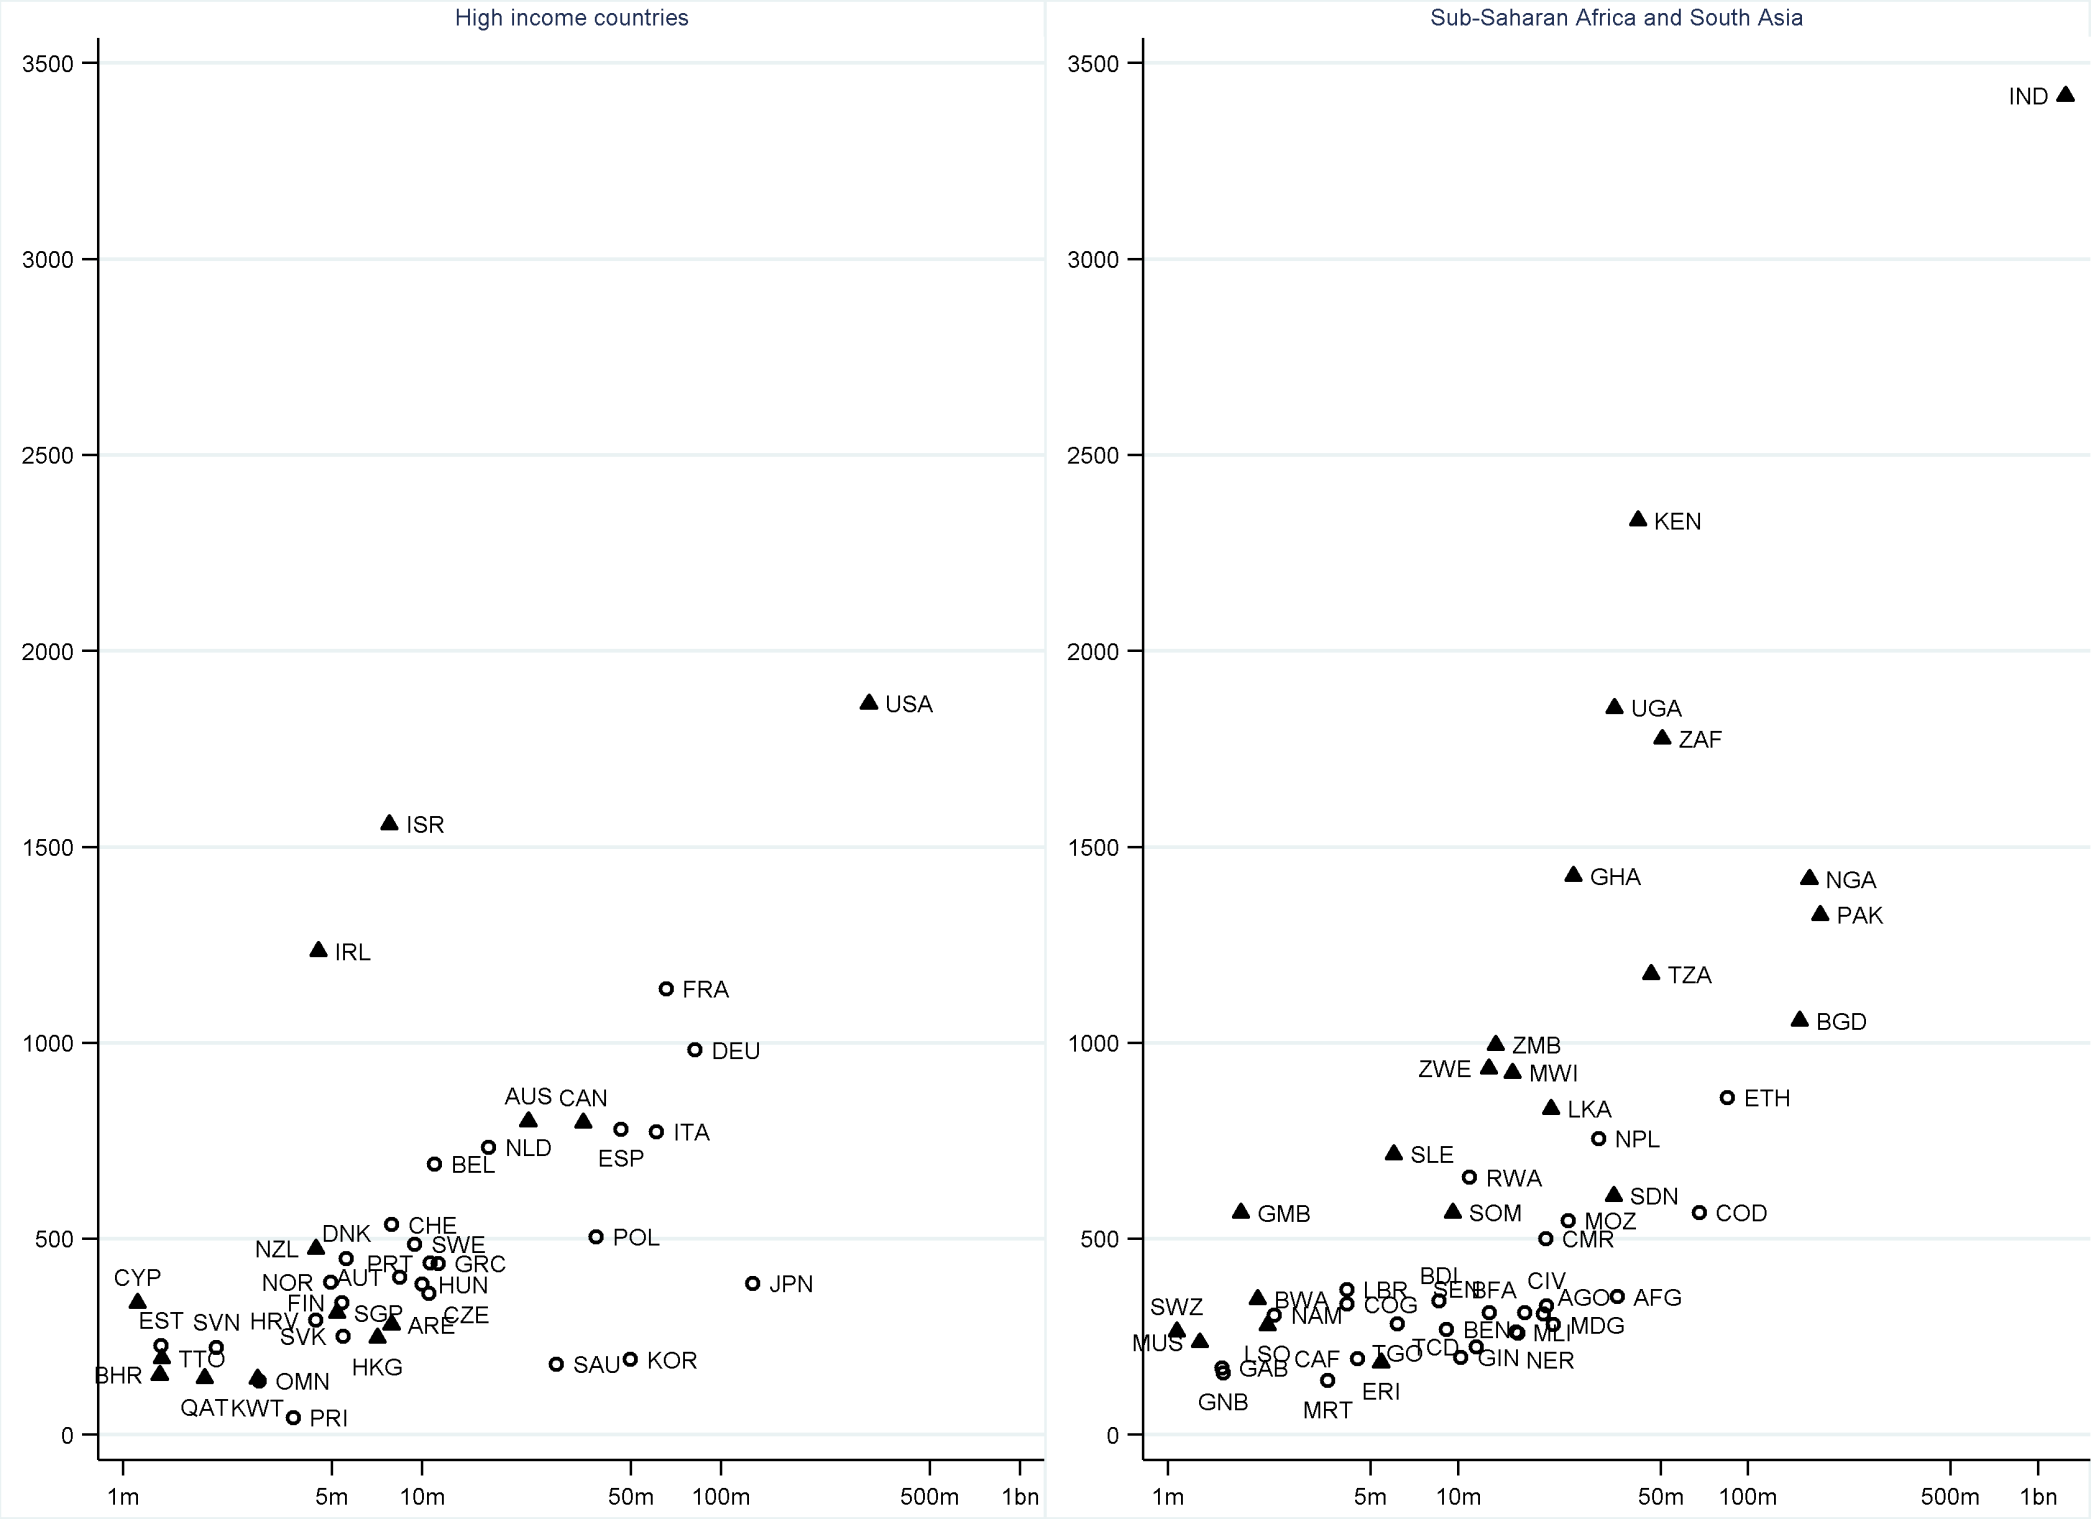 High income countries
3500
3000
2500
2000
1500
1000
500
0
USA
ISR
IRL
FRA
DEU
AUS CAN
NLD
ITA
BEL
ESP
CHE
DNK
POL
SWE
NZL
PRT
GRC
CYP
AUT
NOR
HUN
JPN
FIN
SGP
CZE
EST
SVN
HRV
ARE
SVK
TTO
KOR
SAU
HKG
BHR
OMN
QAT KWT
PRI
1m 5m 10m 50m 100m 500m 1bn
Sub-Saharan Africa and South Asia
3500
3000
2500
2000
1500
1000
500
0
IND
KEN
UGA
ZAF
GHA
NGA
PAK
TZA
BGD
ZMB
ZWE
MWI
ETH
LKA
NPL
SLE
RWA
SDN
GMB
SOM
COD
MOZ
CMR
BDI
CIV
LBR
SEN
BFA
AGO
AFG
BWA
COG
SWZ
NAM
MDG
BEN
MLI
MUS
TCD
LSO
CAF
TGO
GIN
NER
GAB
ERI
GNB
MRT
1m 5m 10m 50m 100m 500m 1bn